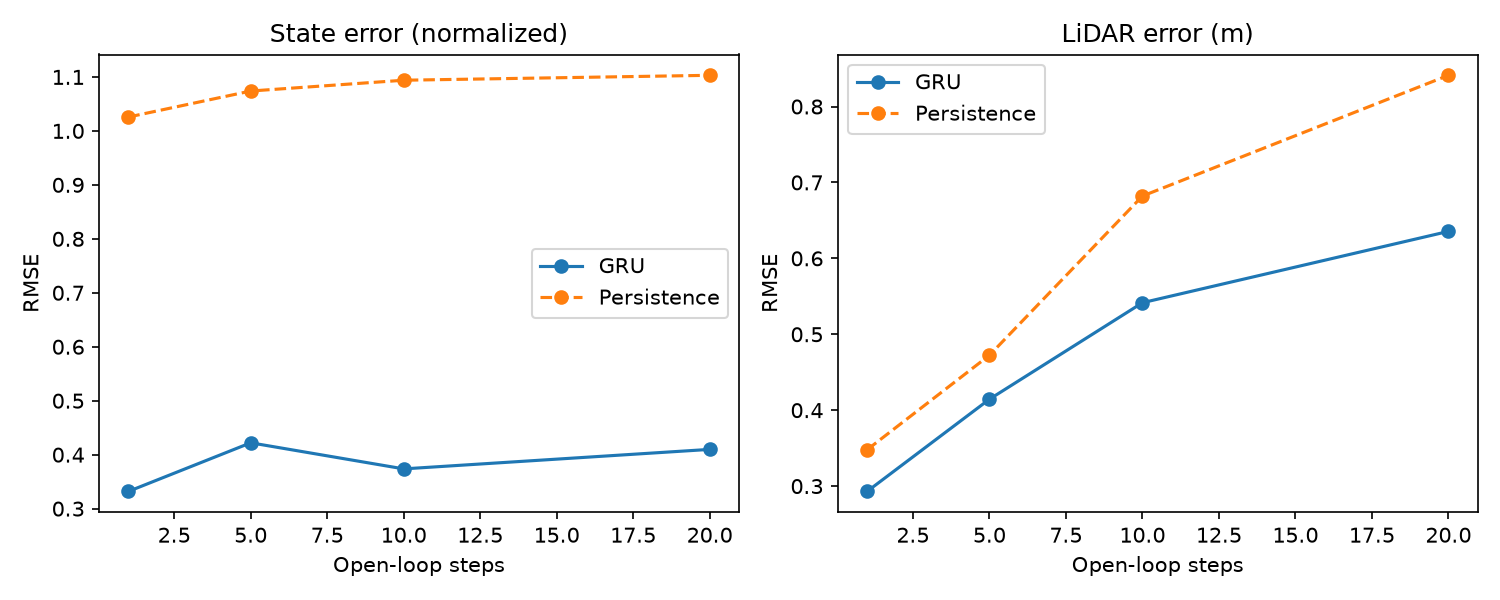 State error (normalized)
1.1
1.0
0.9
0.8
0.7
0.6
0.5
0.4
0.3
RMSE
GRU
Persistence
2.5 5.0 7.5 10.0 12.5 15.0 17.5 20.0
Open-loop steps
LiDAR error (m)
GRU
Persistence
0.8
0.7
0.6
0.5
0.4
0.3
RMSE
2.5 5.0 7.5 10.0 12.5 15.0 17.5 20.0
Open-loop steps